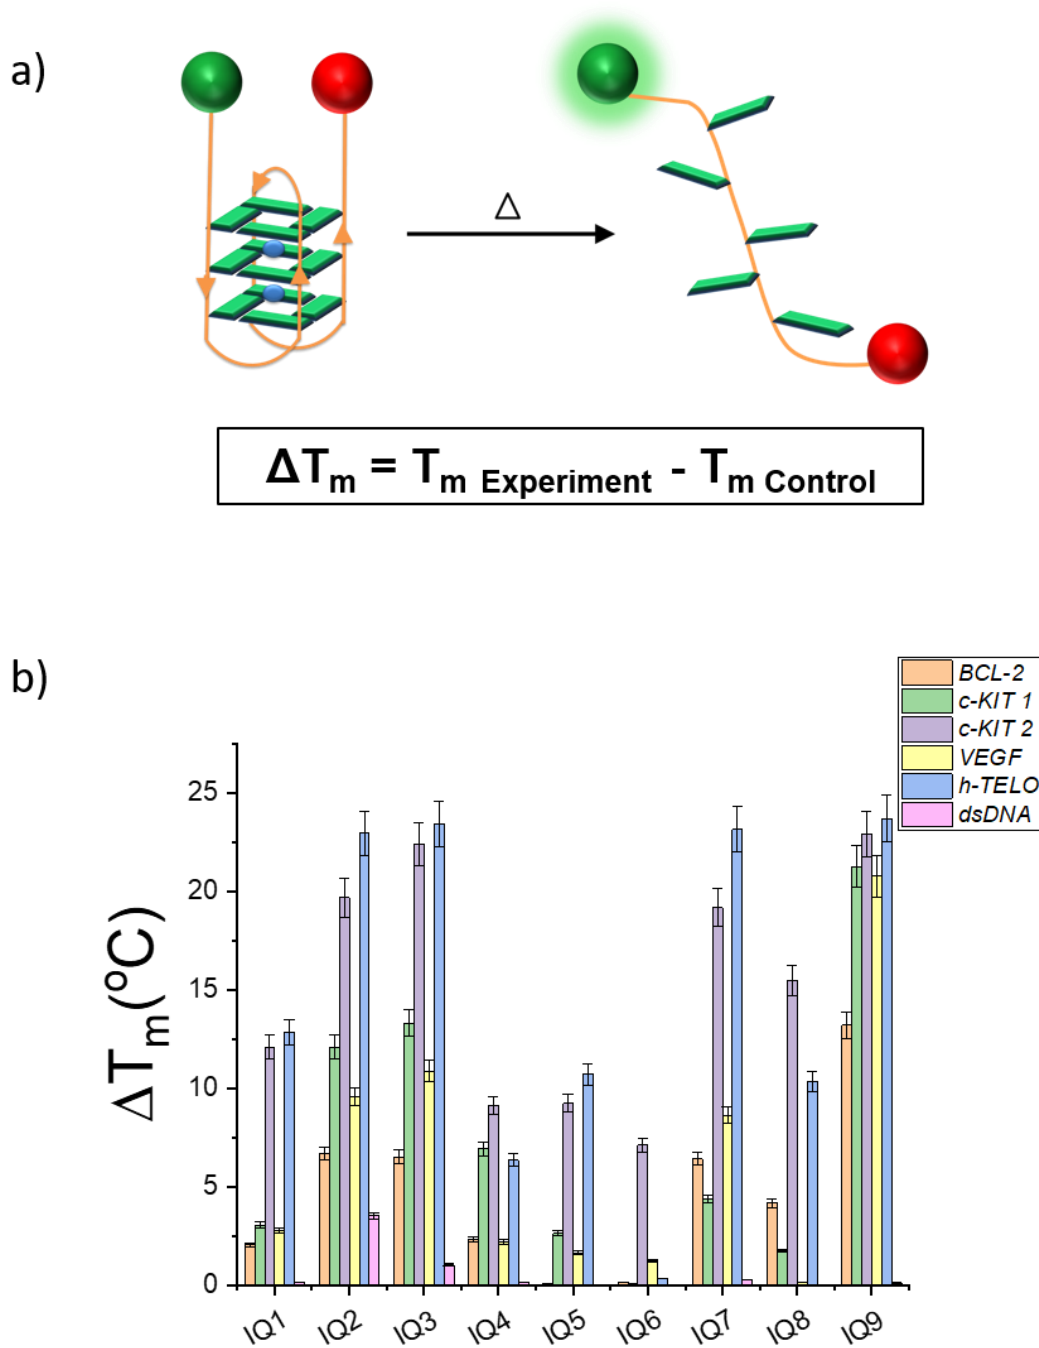 a)
Δ
ΔTm = Tm Experiment - Tm Control
b)
BCL-2
c-KIT 1
c-KIT 2
VEGF
h-TELO
dsDNA
ΔTm(oC)
25
20
15
10
5
0
IQ1 IQ2 IQ3 IQ4 IQ5 IQ6 IQ7 IQ8 IQ9